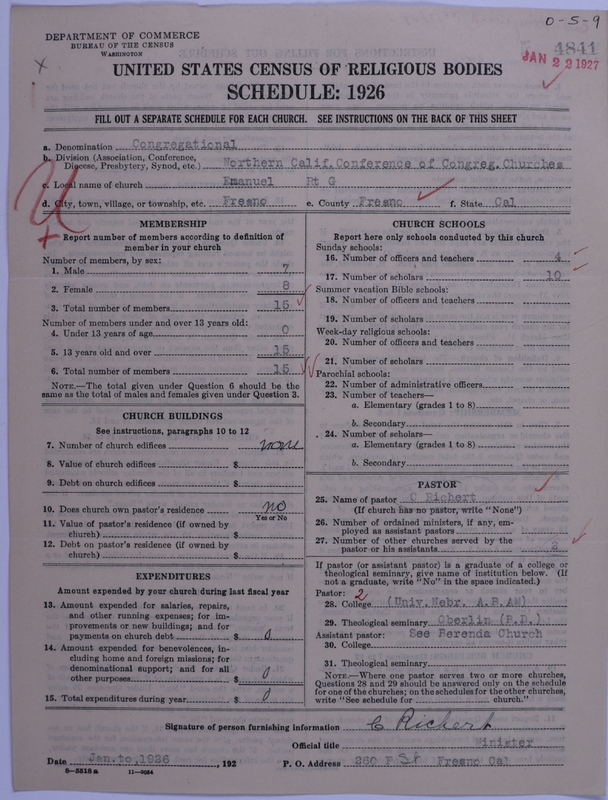 O-5-9
DEPARTMENT OF COMMERCE
BUREAU OF THE CENSUS
WASHINGTON
4841
JAN 22 1927
UNITED STATES CENSUS OF RELIGIOUS BODIES
SCHEDULE: 1926
FILL OUT A SEPARATE SCHEDULE FOR EACH CHURCH. SEE INSTRUCTIONS ON THE BACK OF THIS SHEET
a. Denomination Congregational
b. Division (Association, Conference, Diocese, Presbytery, Synod, etc.) Northern Calif.Conference of Congreg.Churches
c. Local name of church Emanuel Pt G
d. City, town, village, or township, etc. Fresno e. County Fresno f. State Cal
MEMBERSHIP
Report number of members according to definition of
member in your church
Number of members, by sex:
1. Male 7
2. Female 8
3. Total number of members 15
Number of members under and over 13 years old:
4. Under 13 years of age 0
5. 13 years old and over 15
6. Total number of members 15
NOTE.—The total given under Question 6 should be the
same as the total of males and females given under Question 3.
CHURCH BUILDINGS
See instructions, paragraphs 10 to 12
7. Number of church edifices none
8. Value of church edifices $
9. Debt on church edifices $
10. Does church own pastor's residence no
Yes or No
11. Value of pastor's residence (if owned by
church) $
12. Debt on pastor's residence (if owned by
church) $
EXPENDITURES
Amount expended by your church during last fiscal year
13. Amount expended for salaries, repairs,
and other running expenses; for im-
provements or new buildings; and for
payments on church debt $ 0
14. Amount expended for benevolences, in-
cluding home and foreign missions; for
denominational support; and for all
other purposes $ 0
15. Total expenditures during year $ 0
CHURCH SCHOOLS
Report here only schools conducted by this church
Sunday schools:
16. Number of officers and teachers 4
17. Number of scholars 10
Summer vacation Bible schools:
18. Number of officers and teachers
19. Number of scholars
Week-day religious schools:
20. Number of officers and teachers
21. Number of scholars
Parochial schools:
22. Number of administrative officers
23. Number of teachers—
a. Elementary (grades 1 to 8)
b. Secondary
24. Number of scholars—
a. Elementary (grades 1 to 8)
b. Secondary
PASTOR
25. Name of pastor C Richert
(If church has no pastor, write "None")
26. Number of ordained ministers, if any, em-
ployed as assistant pastors
27. Number of other churches served by the
pastor or his assistants
If pastor (or assistant pastor) is a graduate of a college or
theological seminary, give name of institution below. (If
not a graduate, write "No" in the space indicated.)
Pastor: 2
28. College (Univ.Nebr. A.B.AM)
29. Theological seminary Oberlin (B.D.)
Assistant pastor: See Berenda Church
30. College
31. Theological seminary
NOTE.—Where one pastor serves two or more churches,
Questions 28 and 29 should be answered only on the schedule
for one of the churches; on the schedules for the other churches,
write "See schedule for church."
Signature of person furnishing information C Richert
Official title Minister
Date Jan.to,1926, 192 P. O. Address 260 F St Fresno Cal
8-5518a 11-9054